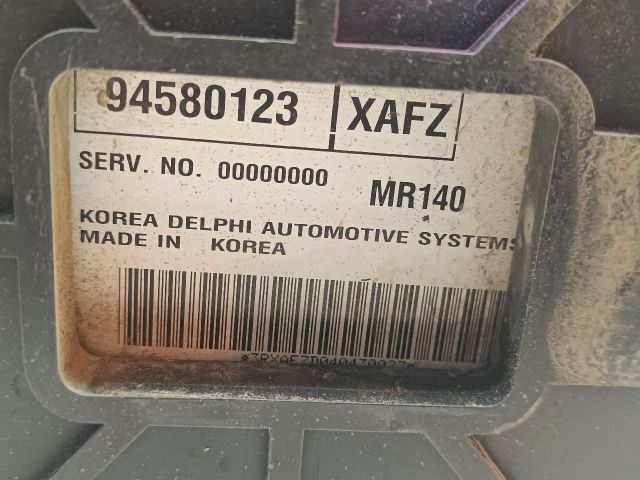 94580123 XAFZ
SERV. NO. 00000000 MR140
KOREA DELPHI AUTOMOTIVE SYSTEMS
MADE IN KOREA